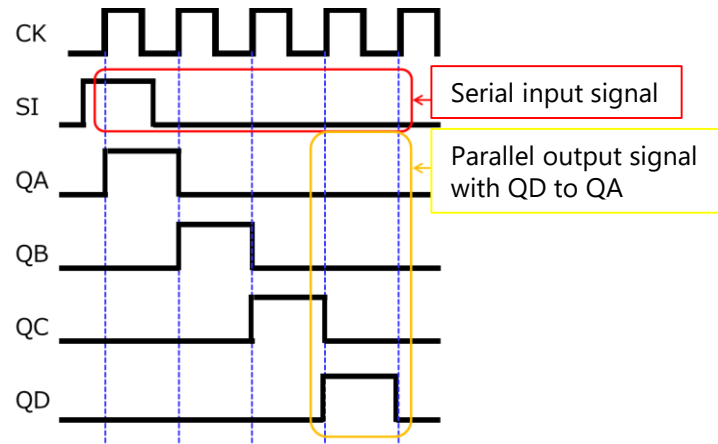 CK
SI
Serial input signal
Parallel output signal
with QD to QA
QA
QB
QC
QD